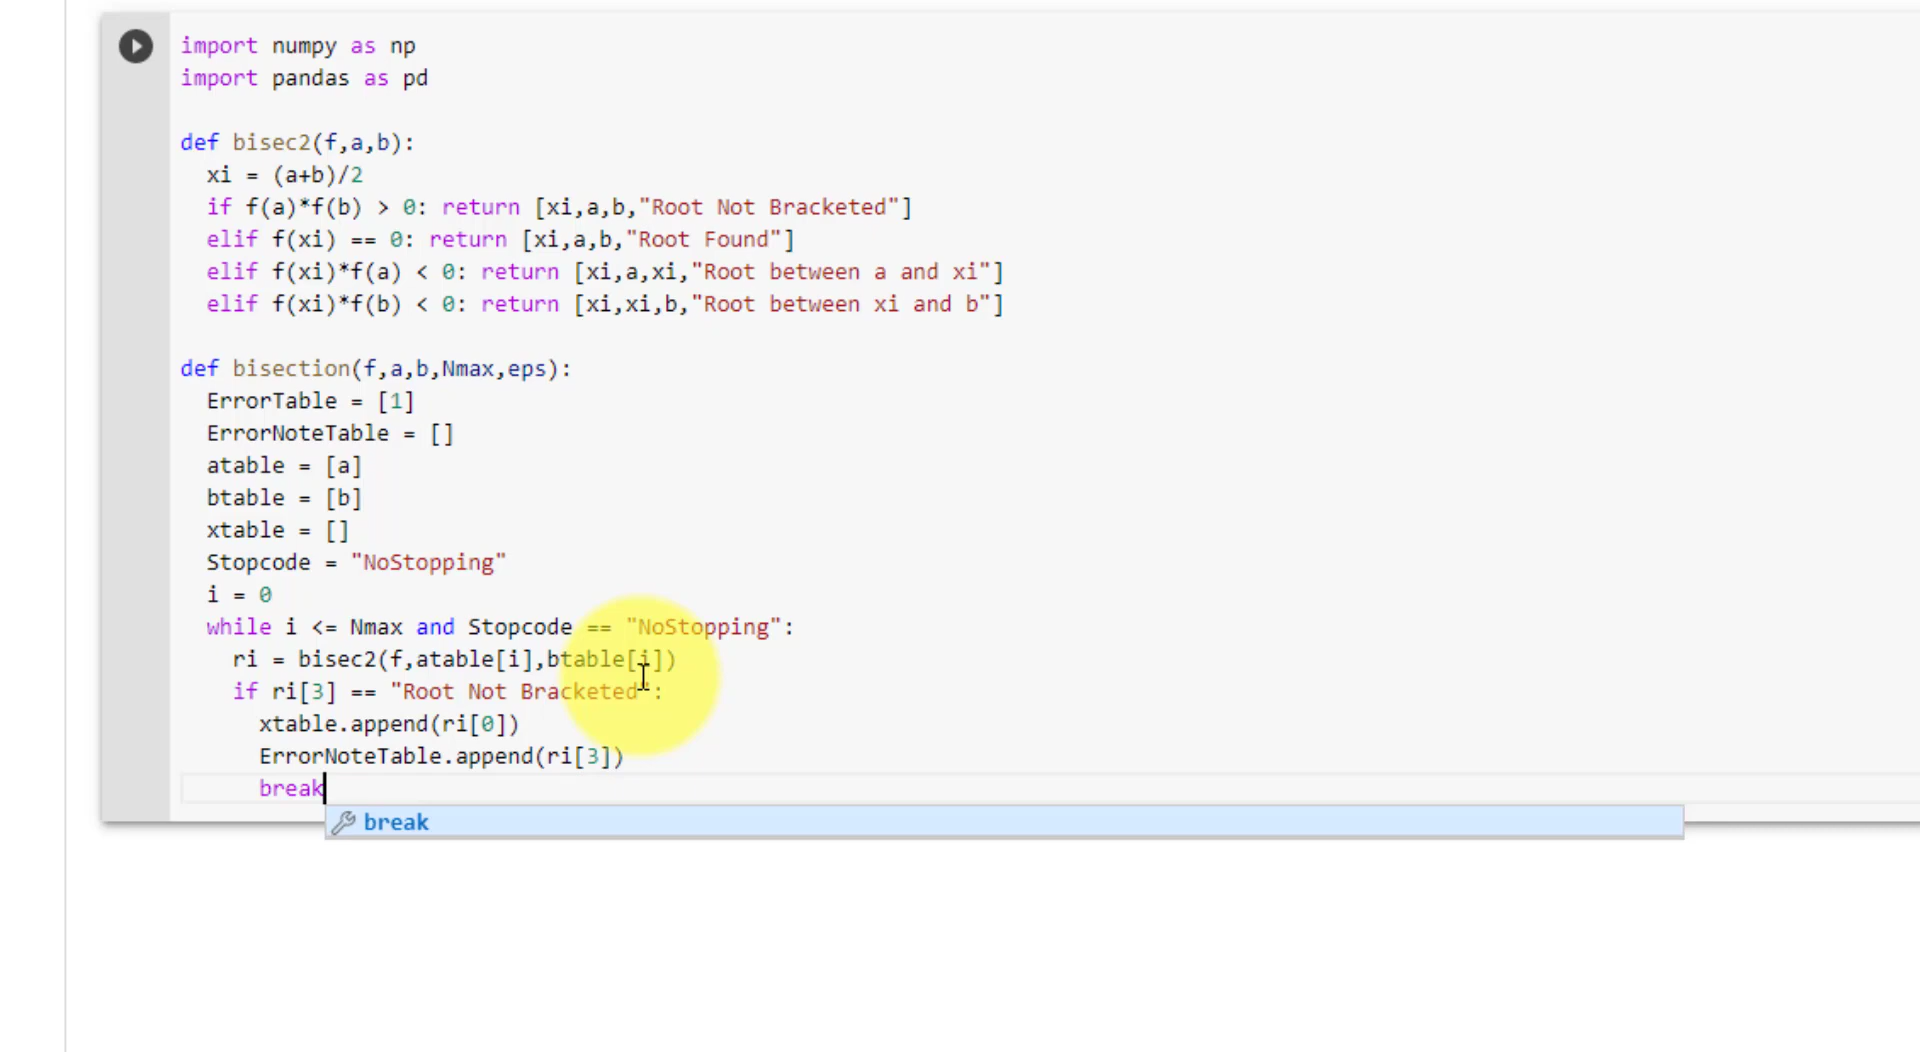 import numpy as np
import pandas as pd
def bisec2(f,a,b):
xi = (a+b)/2
if f(a)*f(b) > 0: return [xi,a,b,"Root Not Bracketed"]
elif f(xi) == 0: return [xi,a,b,"Root Found"]
elif f(xi)*f(a) < 0: return [xi,a,xi,"Root between a and xi"]
elif f(xi)*f(b) < 0: return [xi,xi,b,"Root between xi and b"]
def bisection(f,a,b,Nmax,eps):
ErrorTable = [1]
ErrorNoteTable = []
atable = [a]
btable = [b]
xtable = []
Stopcode = "NoStopping"
i = 0
while i <= Nmax and Stopcode == "NoStopping":
ri = bisec2(f,atable[i],btable[i])
if ri[3] == "Root Not Bracketed":
xtable.append(ri[0])
ErrorNoteTable.append(ri[3])
break
break